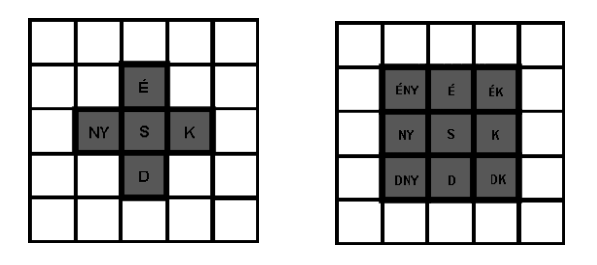 É
NY S K
D
ÉNY É ÉK
NY S K
DNY D DK